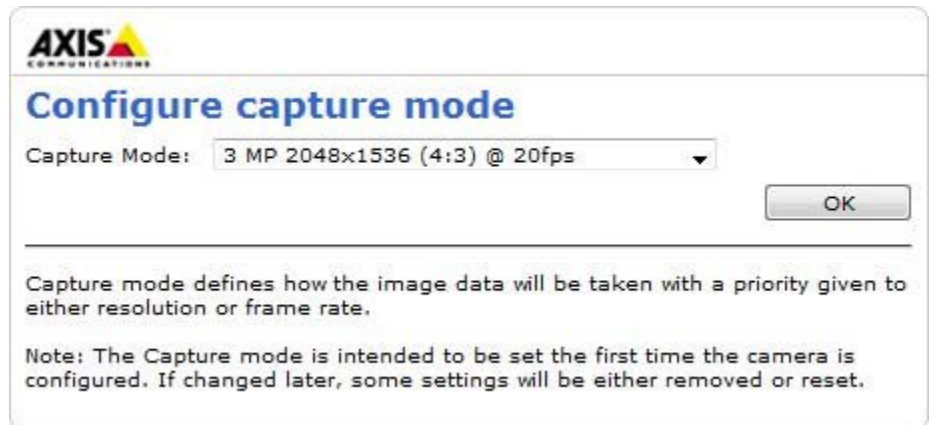 AXIS
COMMUNICATIONS
Configure capture mode
Capture Mode: 3 MP 2048x1536 (4:3) @ 20fps
OK
Capture mode defines how the image data will be taken with a priority given to
either resolution or frame rate.
Note: The Capture mode is intended to be set the first time the camera is
configured. If changed later, some settings will be either removed or reset.